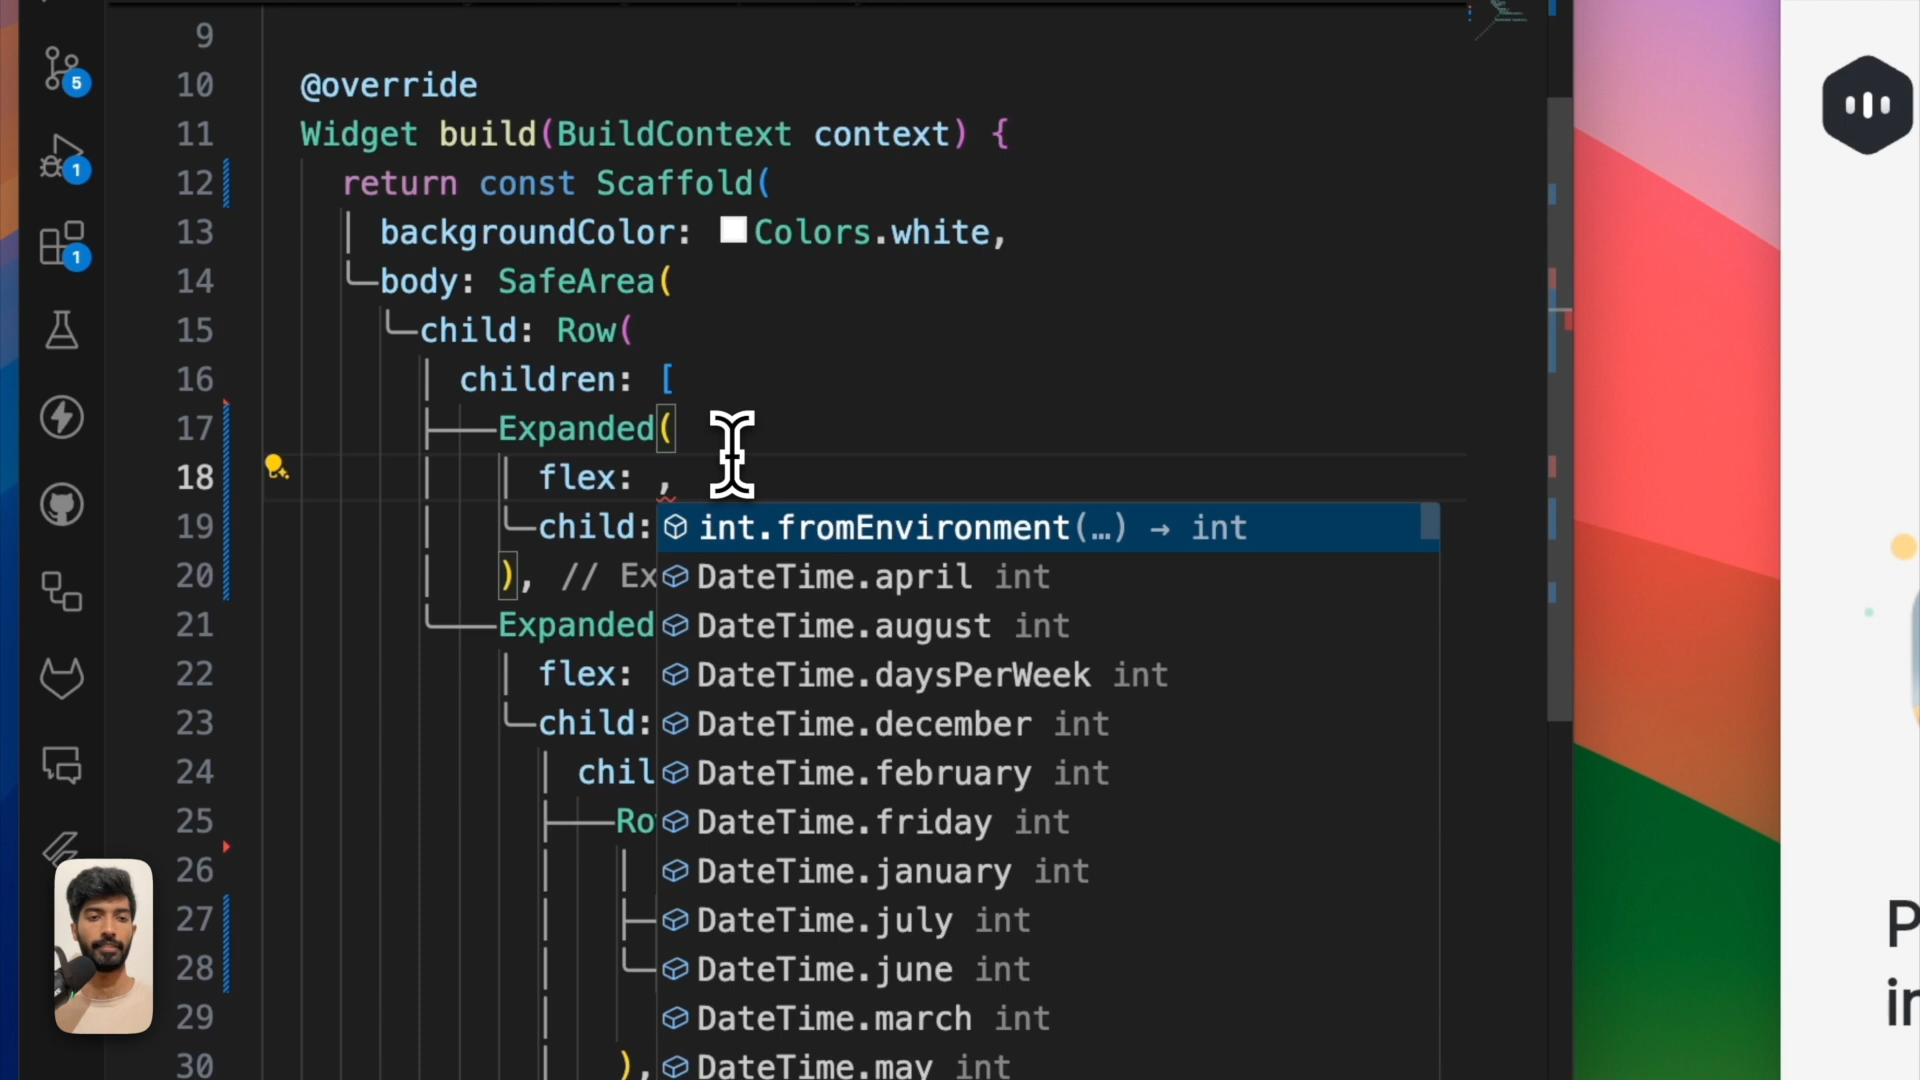 9
5
10 @override
11 Widget build(BuildContext context) {
1
12 return const Scaffold(
13 backgroundColor: Colors.white,
1
14 body: SafeArea(
15 child: Row(
16 children: [
17 Expanded(
18 flex: ,
19 child: int.fromEnvironment(…) → int
20 ), // Ex DateTime.april int
21 Expanded DateTime.august int
22 flex: DateTime.daysPerWeek int
23 child: DateTime.december int
24 chil DateTime.february int
25 Ro DateTime.friday int
26 DateTime.january int
27 DateTime.july int
28 DateTime.june int
29 DateTime.march int
30 ), DateTime.may int
P
in